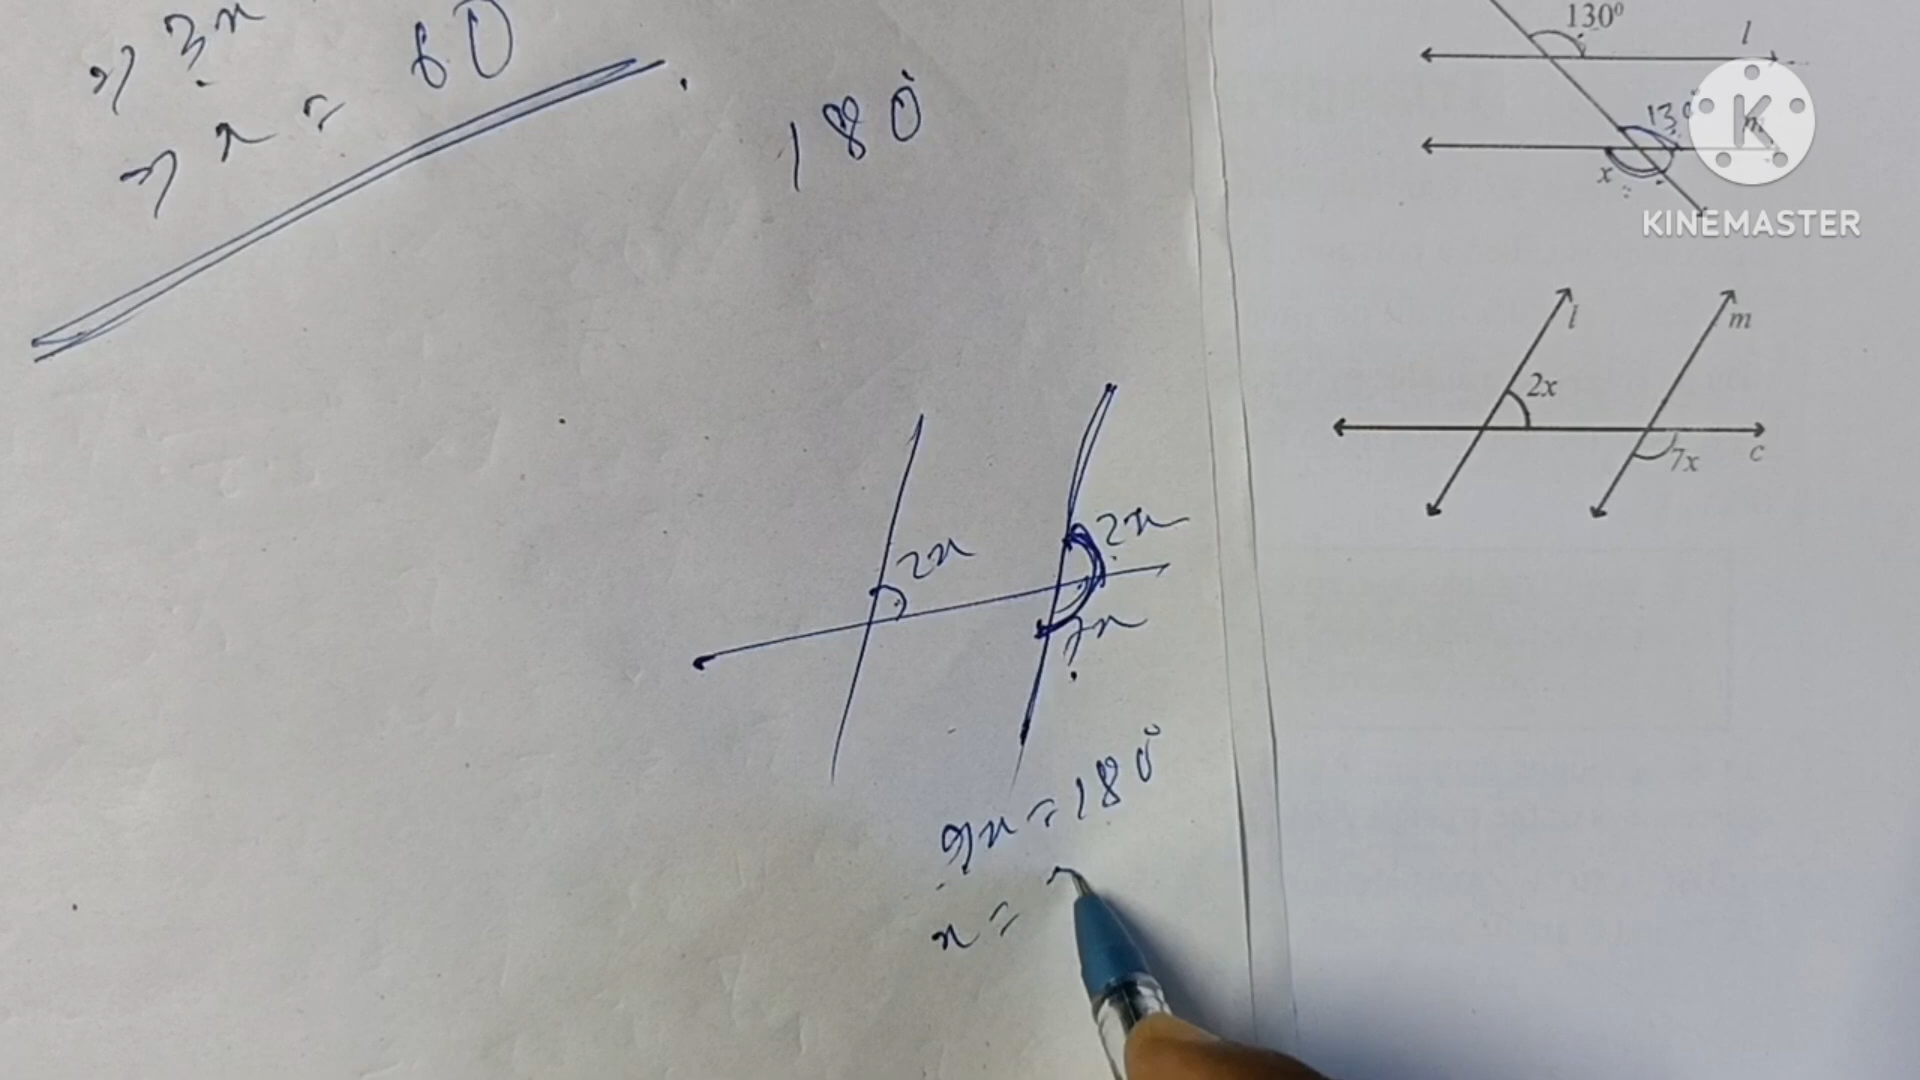 ⇒ 3x
⇒ x = 60
180°
2x
2x
7x
9x = 180°
x =
130°
l
130°
m
x
KINEMASTER
l
m
2x
7x
c